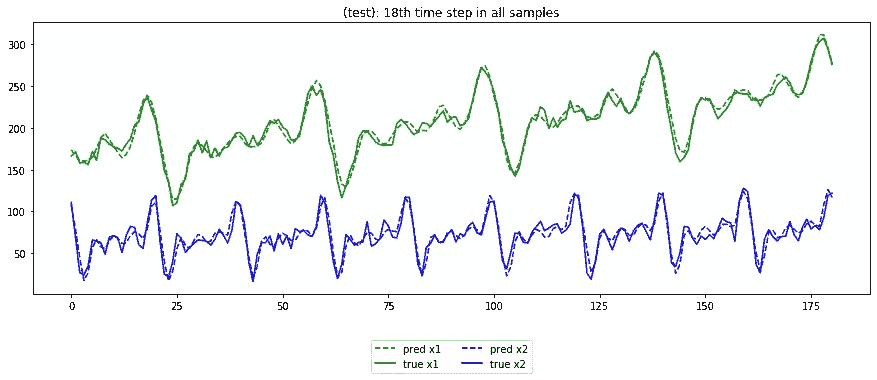 (test): 18th time step in all samples
300
250
200
150
100
50
0 25 50 75 100 125 150 175
pred x1 pred x2
true x1 true x2